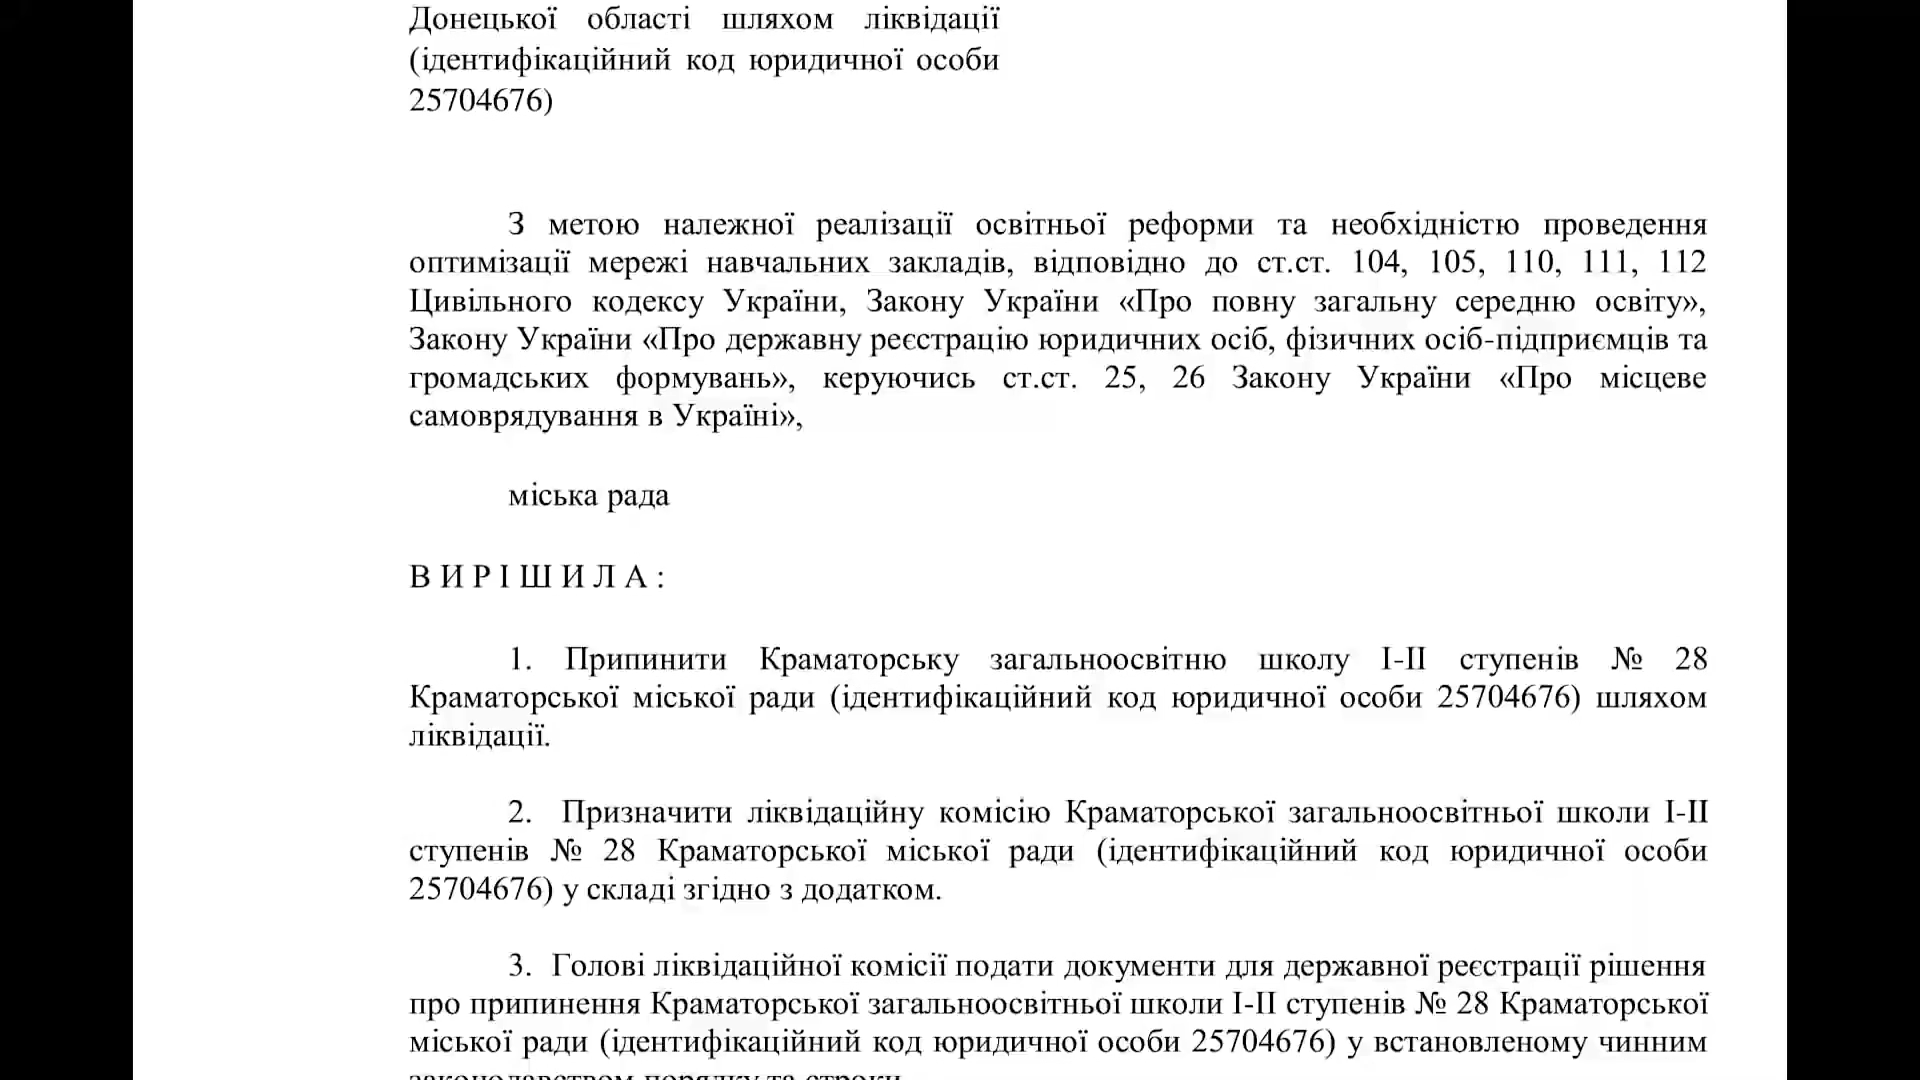 Донецької області шляхом ліквідації
(ідентифікаційний код юридичної особи
25704676)
З метою належної реалізації освітньої реформи та необхідністю проведення
оптимізації мережі навчальних закладів, відповідно до ст.ст. 104, 105, 110, 111, 112
Цивільного кодексу України, Закону України «Про повну загальну середню освіту»,
Закону України «Про державну реєстрацію юридичних осіб, фізичних осіб-підприємців та
громадських формувань», керуючись ст.ст. 25, 26 Закону України «Про місцеве
самоврядування в Україні»,
міська рада
В И Р І Ш И Л А :
1. Припинити Краматорську загальноосвітню школу І-ІІ ступенів № 28
Краматорської міської ради (ідентифікаційний код юридичної особи 25704676) шляхом
ліквідації.
2. Призначити ліквідаційну комісію Краматорської загальноосвітньої школи І-ІІ
ступенів № 28 Краматорської міської ради (ідентифікаційний код юридичної особи
25704676) у складі згідно з додатком.
3. Голові ліквідаційної комісії подати документи для державної реєстрації рішення
про припинення Краматорської загальноосвітньої школи І-ІІ ступенів № 28 Краматорської
міської ради (ідентифікаційний код юридичної особи 25704676) у встановленому чинним
законодавством порядку та строки.